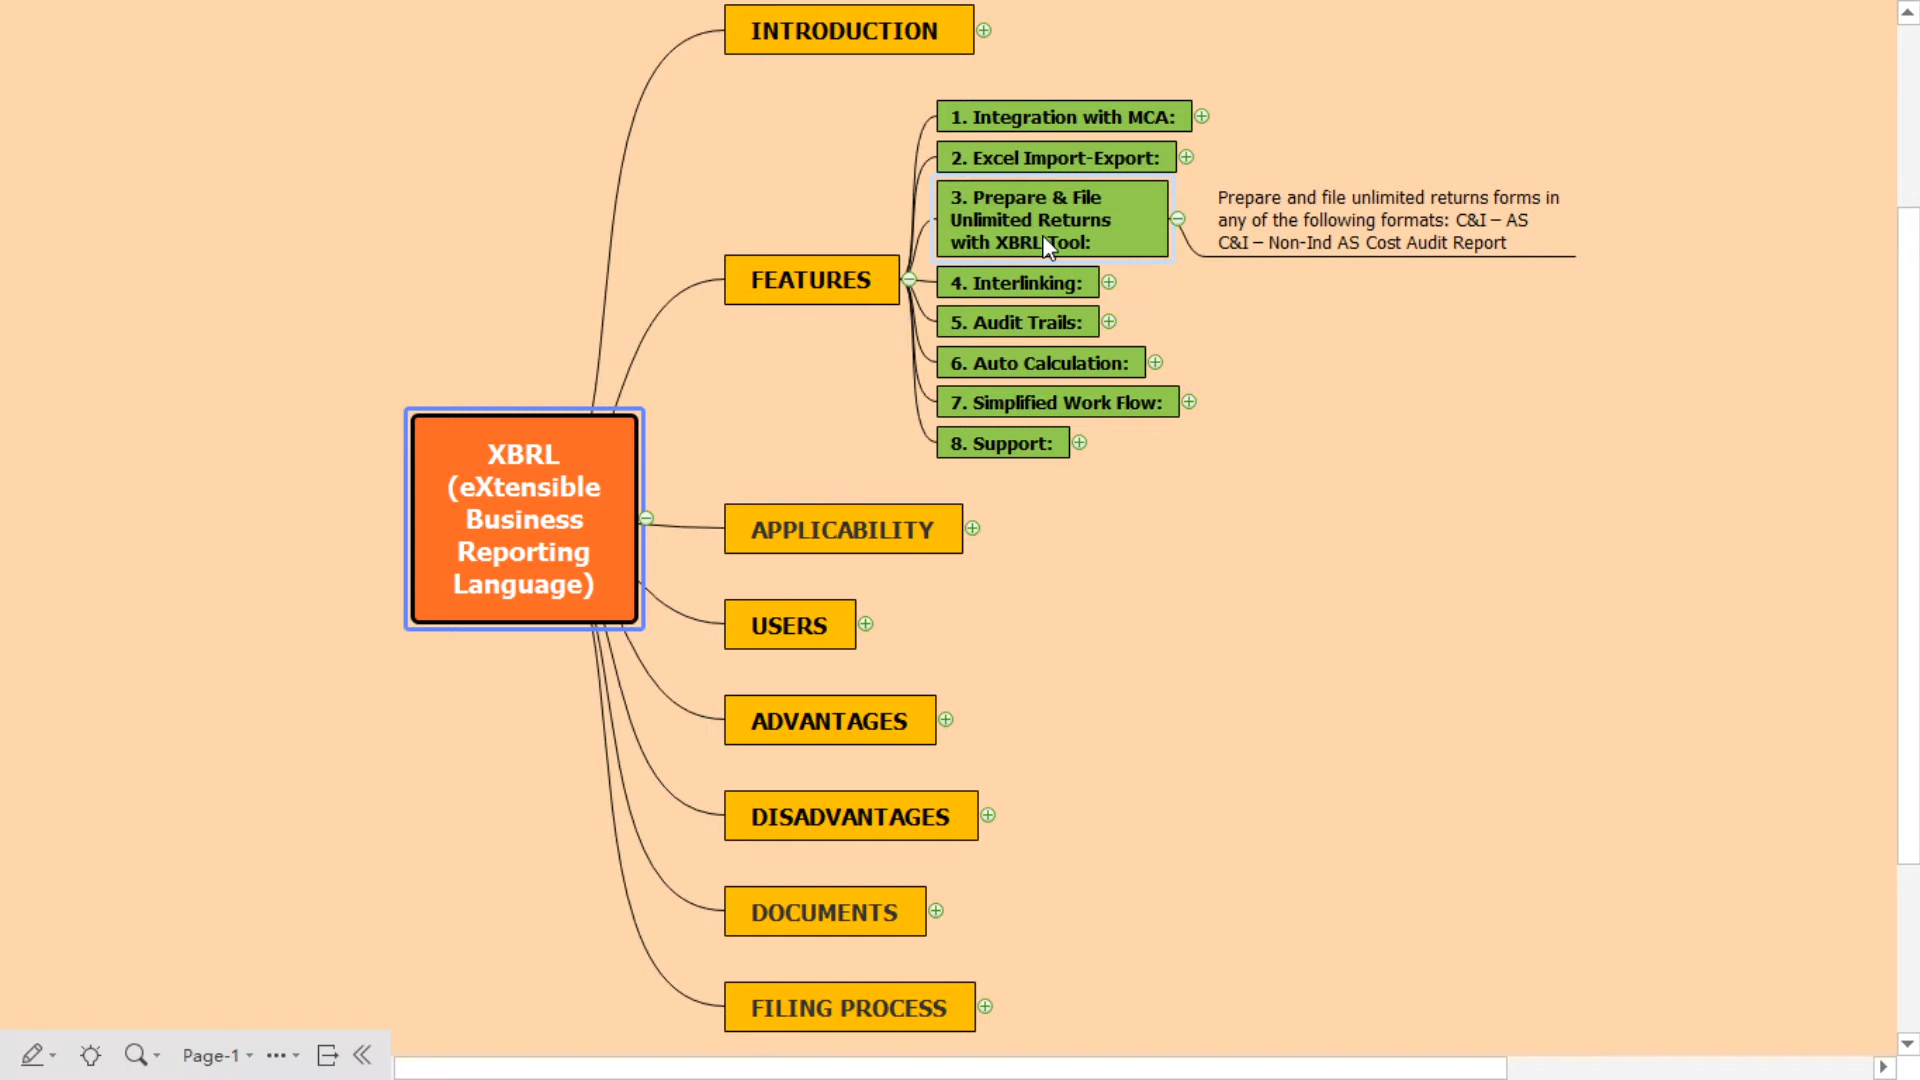 INTRODUCTION
1. Integration with MCA:
2. Excel Import-Export:
3. Prepare & File
Unlimited Returns
with XBRL Tool:
Prepare and file unlimited returns forms in
any of the following formats: C&I – AS
C&I – Non-Ind AS Cost Audit Report
FEATURES
4. Interlinking:
5. Audit Trails:
6. Auto Calculation:
7. Simplified Work Flow:
8. Support:
XBRL
(eXtensible
Business
Reporting
Language)
APPLICABILITY
USERS
ADVANTAGES
DISADVANTAGES
DOCUMENTS
FILING PROCESS
Page-1